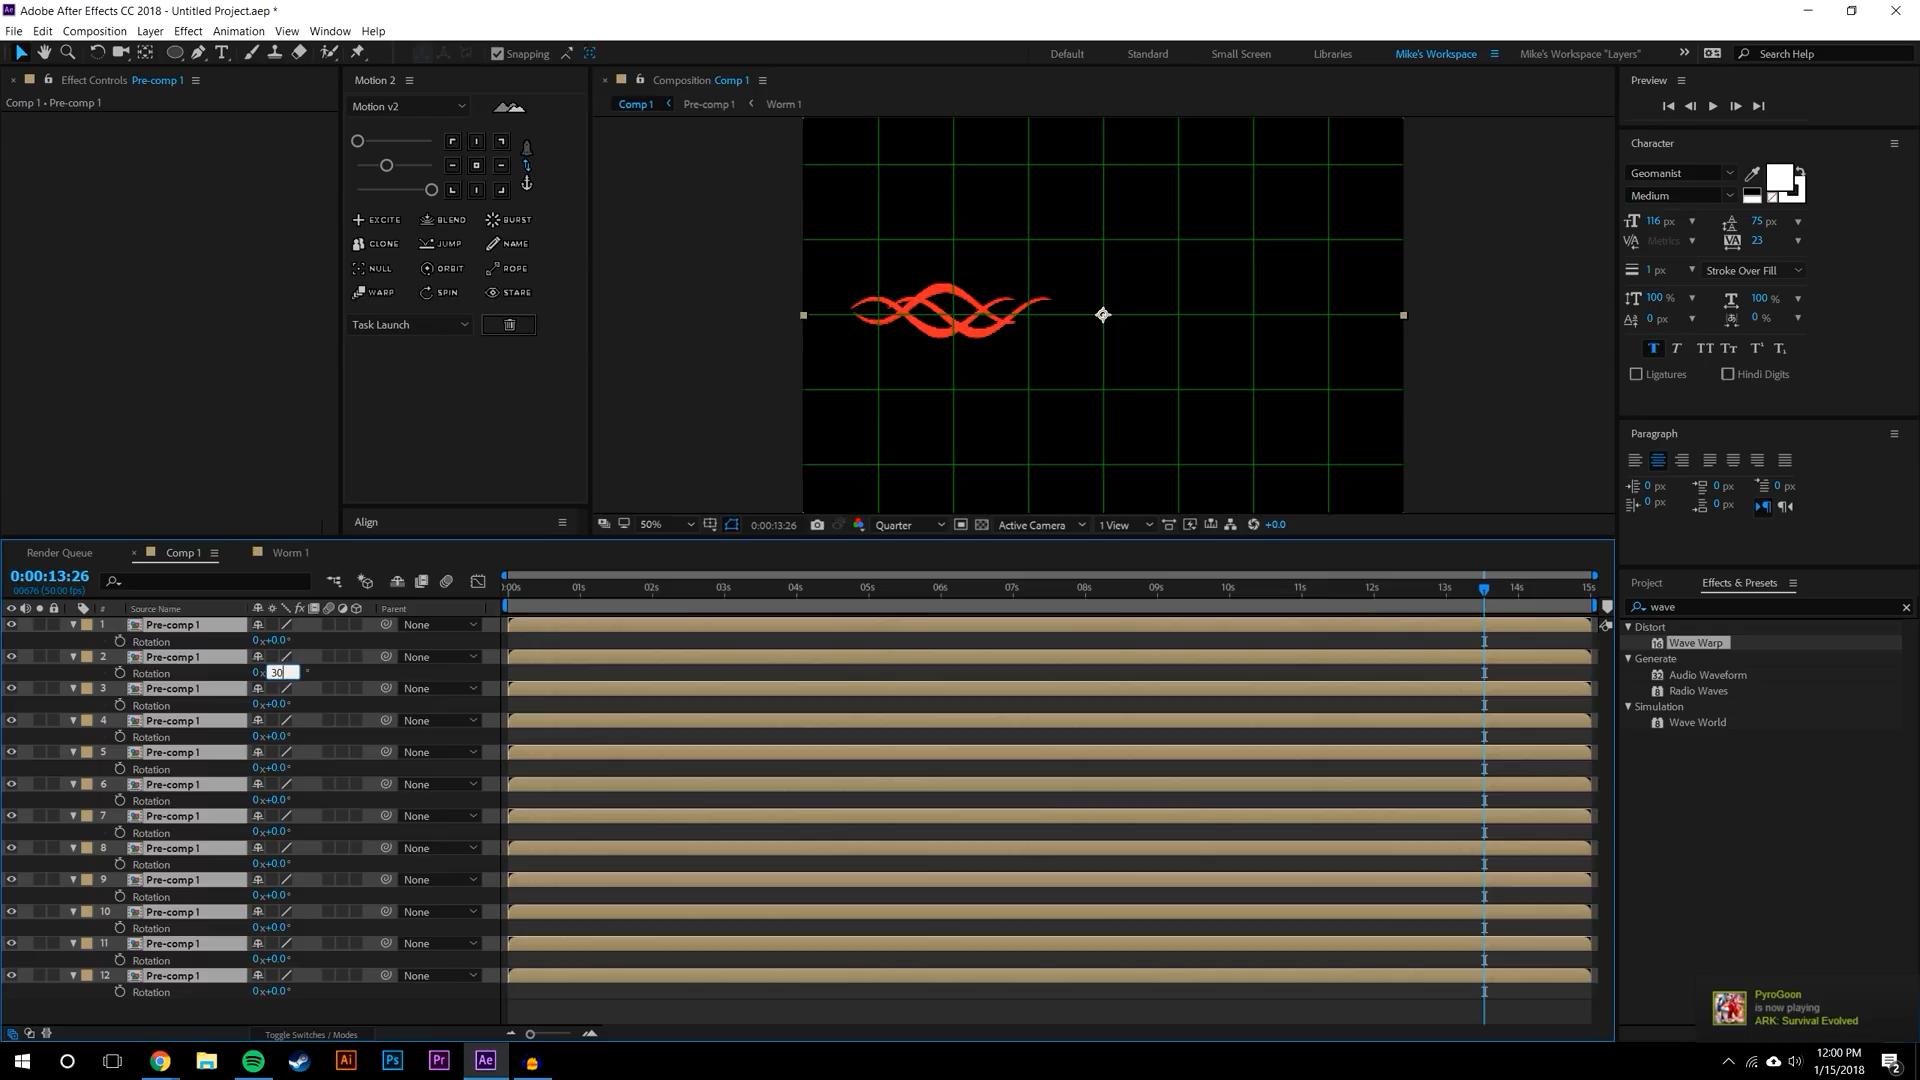 Adobe After Effects CC 2018 - Untitled Project.aep *
File Edit Composition Layer Effect Animation View Window Help
Snapping
Default Standard Small Screen Libraries Mike's Workspace Mike's Workspace "Layers" Search Help
Effect Controls Pre-comp 1
Comp 1 • Pre-comp 1
Motion 2
Motion v2
EXCITE BLEND BURST
CLONE JUMP NAME
NULL ORBIT ROPE
WARP SPIN STARE
Task Launch
Align
Composition Comp 1
Comp 1 Pre-comp 1 Worm 1
50% 0:00:13:26 Quarter Active Camera 1 View +0.0
Preview
Character
Geomanist
Medium
116 px 75 px
Metrics 23
1 px Stroke Over Fill
100 % 100 %
0 px 0 %
Ligatures Hindi Digits
Paragraph
0 px 0 px 0 px
0 px 0 px
Project Effects & Presets
wave
Distort
Wave Warp
Generate
Audio Waveform
Radio Waves
Simulation
Wave World
Render Queue Comp 1 Worm 1
0:00:13:26
00676 (50.00 fps)
:00s 01s 02s 03s 04s 05s 06s 07s 08s 09s 10s 11s 12s 13s 14s 15s
# Source Name Parent
1 Pre-comp 1 None
Rotation 0x+0.0°
2 Pre-comp 1 None
Rotation 0x 30 °
3 Pre-comp 1 None
Rotation 0x+0.0°
4 Pre-comp 1 None
Rotation 0x+0.0°
5 Pre-comp 1 None
Rotation 0x+0.0°
6 Pre-comp 1 None
Rotation 0x+0.0°
7 Pre-comp 1 None
Rotation 0x+0.0°
8 Pre-comp 1 None
Rotation 0x+0.0°
9 Pre-comp 1 None
Rotation 0x+0.0°
10 Pre-comp 1 None
Rotation 0x+0.0°
11 Pre-comp 1 None
Rotation 0x+0.0°
12 Pre-comp 1 None
Rotation 0x+0.0°
Toggle Switches / Modes
PyroGoon
is now playing
ARK: Survival Evolved
12:00 PM
1/15/2018